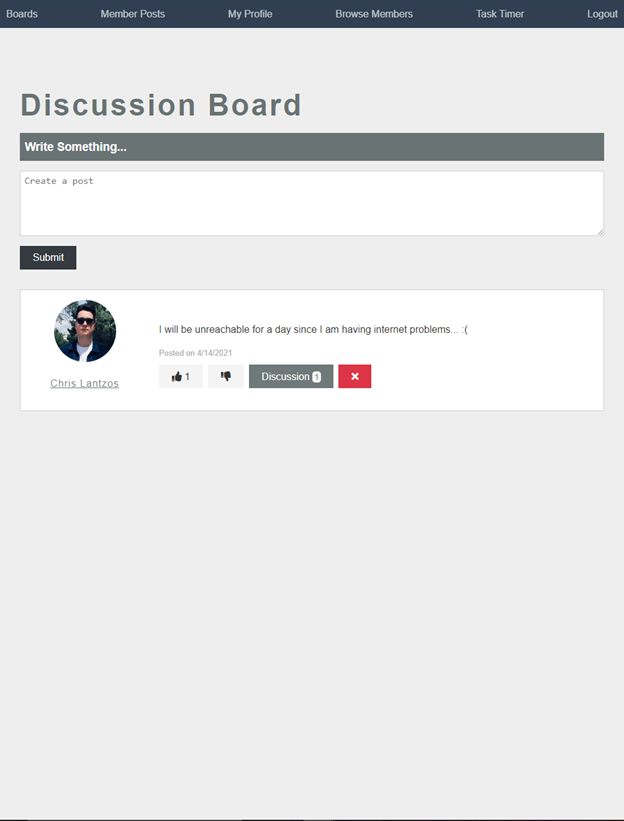 Boards Member Posts My Profile Browse Members Task Timer Logout
Discussion Board
Write Something...
Create a post
Submit
I will be unreachable for a day since I am having internet problems... :(
Posted on 4/14/2021
Chris Lantzos
1 Discussion 1